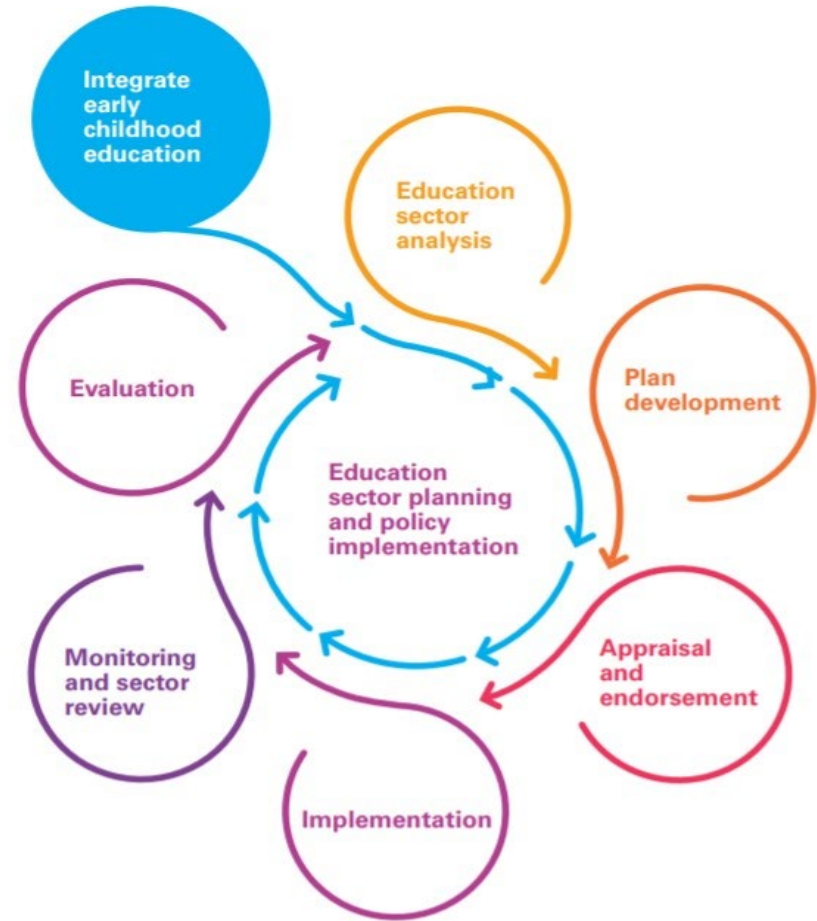 Integrate
early
childhood
education
Education
sector
analysis
Plan
development
Appraisal
and
endorsement
Implementation
Monitoring
and sector
review
Evaluation
Education
sector planning
and policy
implementation